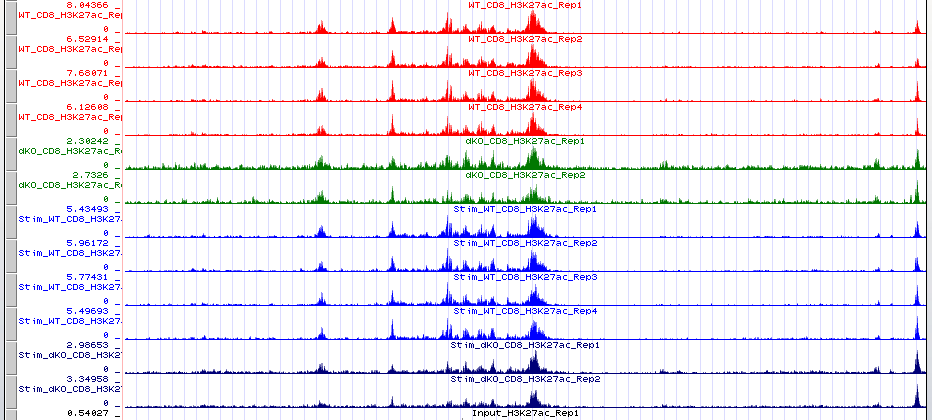 8.04366 _ WT_CD8_H3K27ac_Rep1
WT_CD8_H3K27ac_Rep
0 _
6.52914 _ WT_CD8_H3K27ac_Rep2
WT_CD8_H3K27ac_Rep
0 _
7.68071 _ WT_CD8_H3K27ac_Rep3
WT_CD8_H3K27ac_Rep
0 _
6.12608 _ WT_CD8_H3K27ac_Rep4
WT_CD8_H3K27ac_Rep
0 _
2.30242 _ dKO_CD8_H3K27ac_Rep1
dKO_CD8_H3K27ac_R
0 _
2.7326 _ dKO_CD8_H3K27ac_Rep2
dKO_CD8_H3K27ac_R
0 _
5.43493 _ Stim_WT_CD8_H3K27ac_Rep1
Stim_WT_CD8_H3K27
0 _
5.96172 _ Stim_WT_CD8_H3K27ac_Rep2
Stim_WT_CD8_H3K27
0 _
5.77431 _ Stim_WT_CD8_H3K27ac_Rep3
Stim_WT_CD8_H3K27
0 _
5.49693 _ Stim_WT_CD8_H3K27ac_Rep4
Stim_WT_CD8_H3K27
0 _
2.98653 _ Stim_dKO_CD8_H3K27ac_Rep1
Stim_dKO_CD8_H3K2
0 _
3.34958 _ Stim_dKO_CD8_H3K27ac_Rep2
Stim_dKO_CD8_H3K2
0 _
0.54027 _ Input_H3K27ac_Rep1